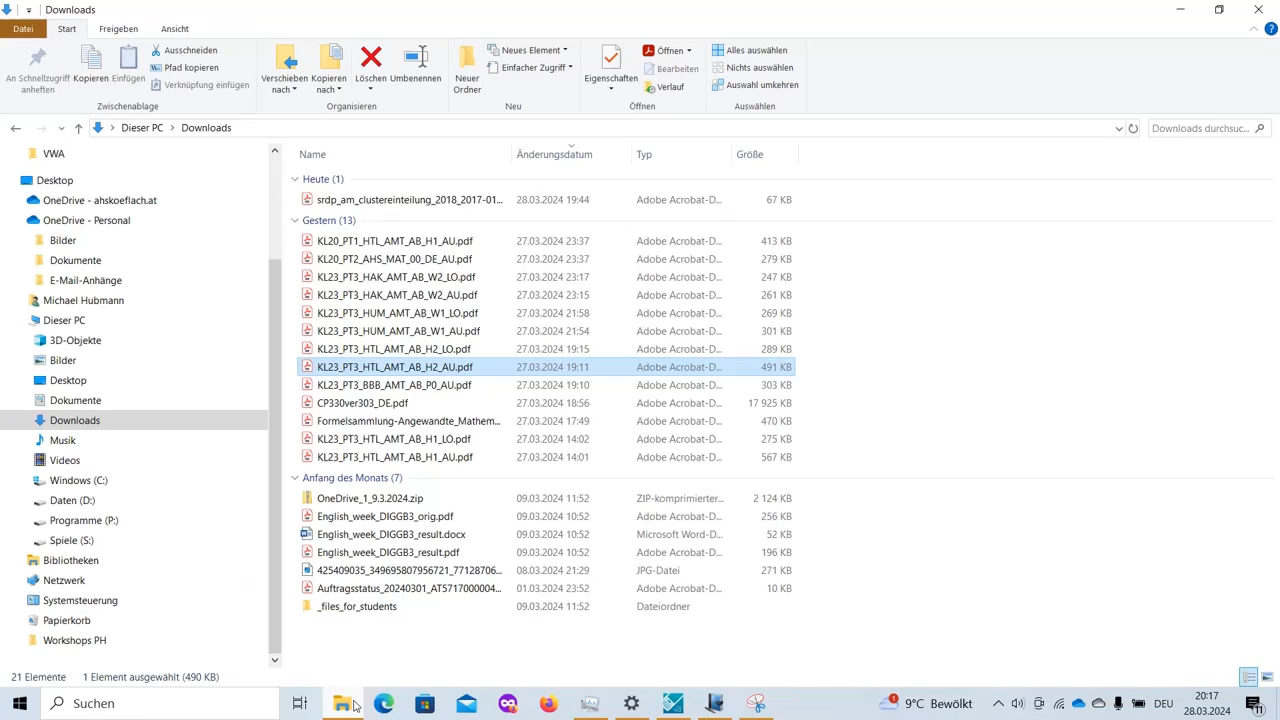 Downloads
Datei Start Freigeben Ansicht
An Schnellzugriff anheften Kopieren Einfügen Ausschneiden Pfad kopieren Verknüpfung einfügen
Zwischenablage
Verschieben nach Kopieren nach Löschen Umbenennen
Organisieren
Neuer Ordner Neues Element Einfacher Zugriff
Neu
Eigenschaften Öffnen Bearbeiten Verlauf
Öffnen
Alles auswählen Nichts auswählen Auswahl umkehren
Auswählen
Dieser PC Downloads
Downloads durchsuc...
VWA
Desktop
OneDrive - ahskoeflach.at
OneDrive - Personal
Bilder
Dokumente
E-Mail-Anhänge
Michael Hubmann
Dieser PC
3D-Objekte
Bilder
Desktop
Dokumente
Downloads
Musik
Videos
Windows (C:)
Daten (D:)
Programme (P:)
Spiele (S:)
Bibliotheken
Netzwerk
Systemsteuerung
Papierkorb
Workshops PH
Name Änderungsdatum Typ Größe
Heute (1)
srdp_am_clustereinteilung_2018_2017-01... 28.03.2024 19:44 Adobe Acrobat-D... 67 KB
Gestern (13)
KL20_PT1_HTL_AMT_AB_H1_AU.pdf 27.03.2024 23:37 Adobe Acrobat-D... 413 KB
KL20_PT2_AHS_MAT_00_DE_AU.pdf 27.03.2024 23:37 Adobe Acrobat-D... 279 KB
KL23_PT3_HAK_AMT_AB_W2_LO.pdf 27.03.2024 23:17 Adobe Acrobat-D... 247 KB
KL23_PT3_HAK_AMT_AB_W2_AU.pdf 27.03.2024 23:15 Adobe Acrobat-D... 261 KB
KL23_PT3_HUM_AMT_AB_W1_LO.pdf 27.03.2024 21:58 Adobe Acrobat-D... 269 KB
KL23_PT3_HUM_AMT_AB_W1_AU.pdf 27.03.2024 21:54 Adobe Acrobat-D... 301 KB
KL23_PT3_HTL_AMT_AB_H2_LO.pdf 27.03.2024 19:15 Adobe Acrobat-D... 289 KB
KL23_PT3_HTL_AMT_AB_H2_AU.pdf 27.03.2024 19:11 Adobe Acrobat-D... 491 KB
KL23_PT3_BBB_AMT_AB_P0_AU.pdf 27.03.2024 19:10 Adobe Acrobat-D... 303 KB
CP330ver303_DE.pdf 27.03.2024 18:56 Adobe Acrobat-D... 17 925 KB
Formelsammlung-Angewandte_Mathem... 27.03.2024 17:49 Adobe Acrobat-D... 470 KB
KL23_PT3_HTL_AMT_AB_H1_LO.pdf 27.03.2024 14:02 Adobe Acrobat-D... 275 KB
KL23_PT3_HTL_AMT_AB_H1_AU.pdf 27.03.2024 14:01 Adobe Acrobat-D... 567 KB
Anfang des Monats (7)
OneDrive_1_9.3.2024.zip 09.03.2024 11:52 ZIP-komprimierter... 2 124 KB
English_week_DIGGB3_orig.pdf 09.03.2024 10:52 Adobe Acrobat-D... 256 KB
English_week_DIGGB3_result.docx 09.03.2024 10:52 Microsoft Word-D... 52 KB
English_week_DIGGB3_result.pdf 09.03.2024 10:52 Adobe Acrobat-D... 196 KB
425409035_349695807956721_77128706... 08.03.2024 21:29 JPG-Datei 271 KB
Auftragsstatus_20240301_AT5717000004... 01.03.2024 23:52 Adobe Acrobat-D... 10 KB
_files_for_students 09.03.2024 11:52 Dateiordner
21 Elemente 1 Element ausgewählt (490 KB)
Suchen
1
9°C Bewölkt
DEU
20:17
28.03.2024
11